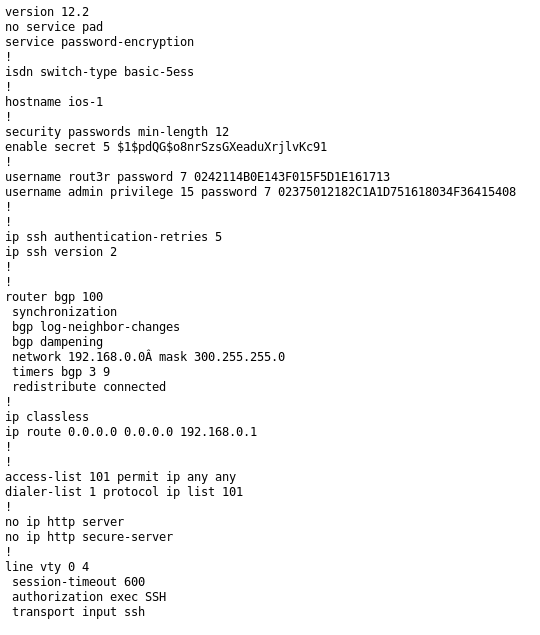 version 12.2
no service pad
service password-encryption
!
isdn switch-type basic-5ess
!
hostname ios-1
!
security passwords min-length 12
enable secret 5 $1$pdQG$o8nrSzsGXeaduXrjlvKc91
!
username rout3r password 7 0242114B0E143F015F5D1E161713
username admin privilege 15 password 7 02375012182C1A1D751618034F36415408
!
!
ip ssh authentication-retries 5
ip ssh version 2
!
!
router bgp 100
 synchronization
 bgp log-neighbor-changes
 bgp dampening
 network 192.168.0.0Â mask 300.255.255.0
 timers bgp 3 9
 redistribute connected
!
ip classless
ip route 0.0.0.0 0.0.0.0 192.168.0.1
!
!
access-list 101 permit ip any any
dialer-list 1 protocol ip list 101
!
no ip http server
no ip http secure-server
!
line vty 0 4
 session-timeout 600
 authorization exec SSH
 transport input ssh